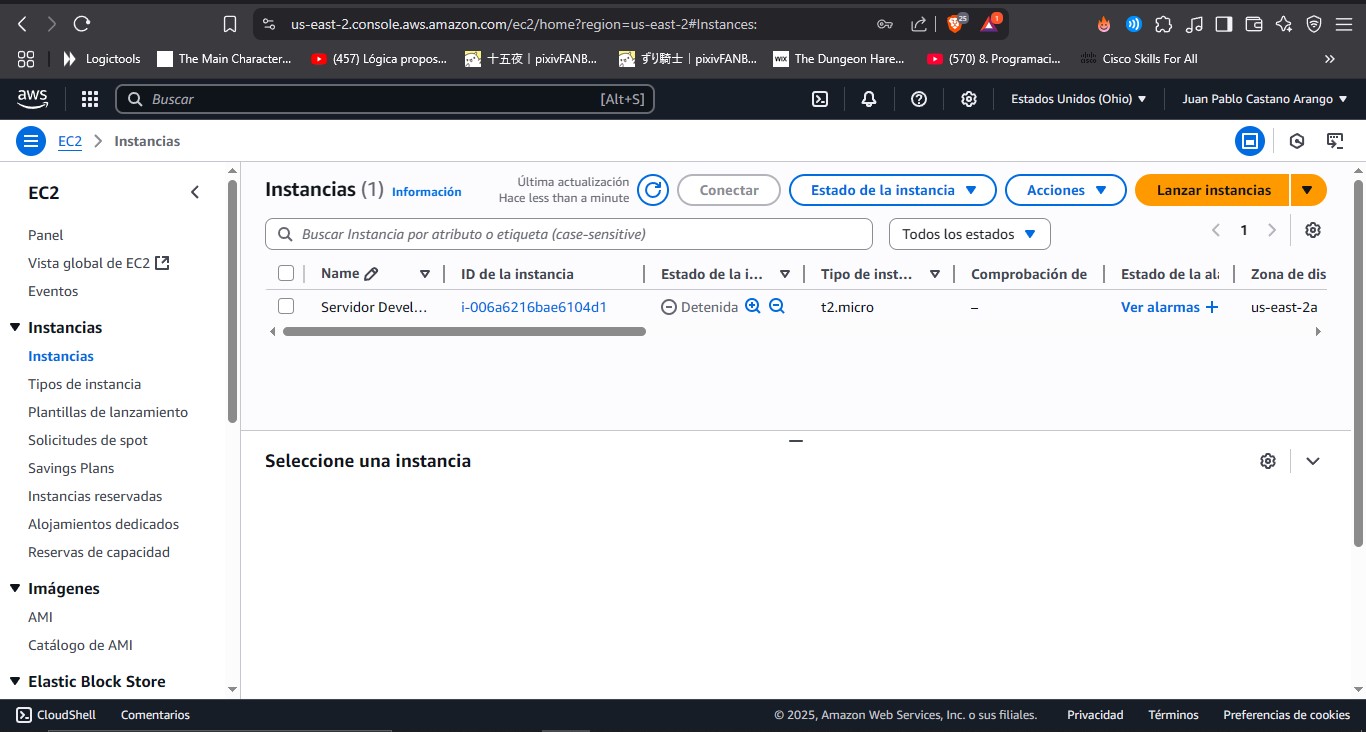 us-east-2.console.aws.amazon.com/ec2/home?region=us-east-2#Instances:
25
1
Logictools
The Main Character...
(457) Lógica propos...
十五夜｜pixivFANB...
ずり騎士｜pixivFANB...
WIX
The Dungeon Hare...
(570) 8. Programaci...
Cisco Skills For All
aws
Buscar
[Alt+S]
Estados Unidos (Ohio)
Juan Pablo Castano Arango
EC2
Instancias
EC2
Panel
Vista global de EC2
Eventos
Instancias
Instancias
Tipos de instancia
Plantillas de lanzamiento
Solicitudes de spot
Savings Plans
Instancias reservadas
Alojamientos dedicados
Reservas de capacidad
Imágenes
AMI
Catálogo de AMI
Elastic Block Store
Instancias (1)
Información
Última actualización
Hace less than a minute
Conectar
Estado de la instancia
Acciones
Lanzar instancias
Buscar Instancia por atributo o etiqueta (case-sensitive)
Todos los estados
1
Name
ID de la instancia
Estado de la i...
Tipo de inst...
Comprobación de
Estado de la ala
Zona de dis
Servidor Devel...
i-006a6216bae6104d1
Detenida
t2.micro
–
Ver alarmas +
us-east-2a
Seleccione una instancia
CloudShell
Comentarios
© 2025, Amazon Web Services, Inc. o sus filiales.
Privacidad
Términos
Preferencias de cookies